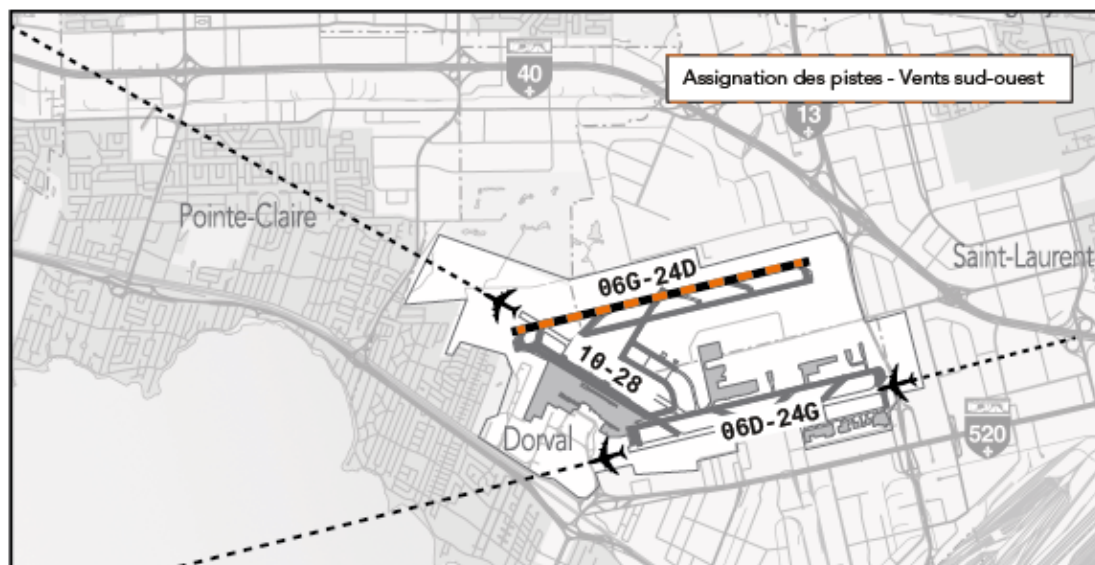 40
Assignation des pistes - Vents sud-ouest
13
Pointe-Claire
Saint-Laurent
06G-24D
10-28
06D-24G
Dorval
520